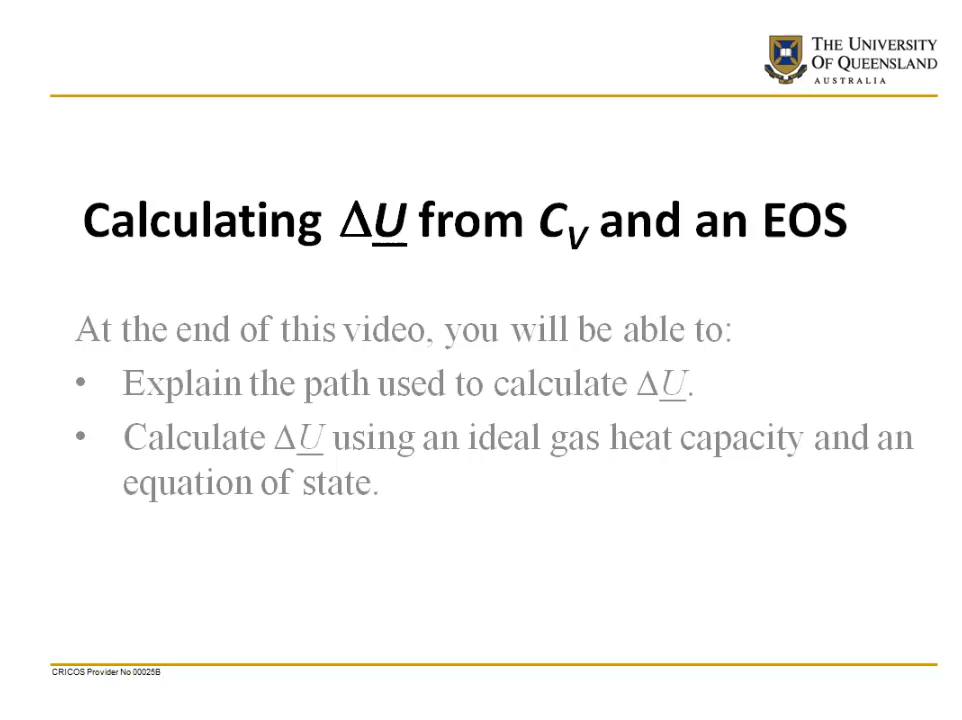 THE UNIVERSITY
OF QUEENSLAND
AUSTRALIA
Calculating ΔU from CV and an EOS
At the end of this video, you will be able to:
• Explain the path used to calculate ΔU.
• Calculate ΔU using an ideal gas heat capacity and an
equation of state.
CRICOS Provider No 00025B